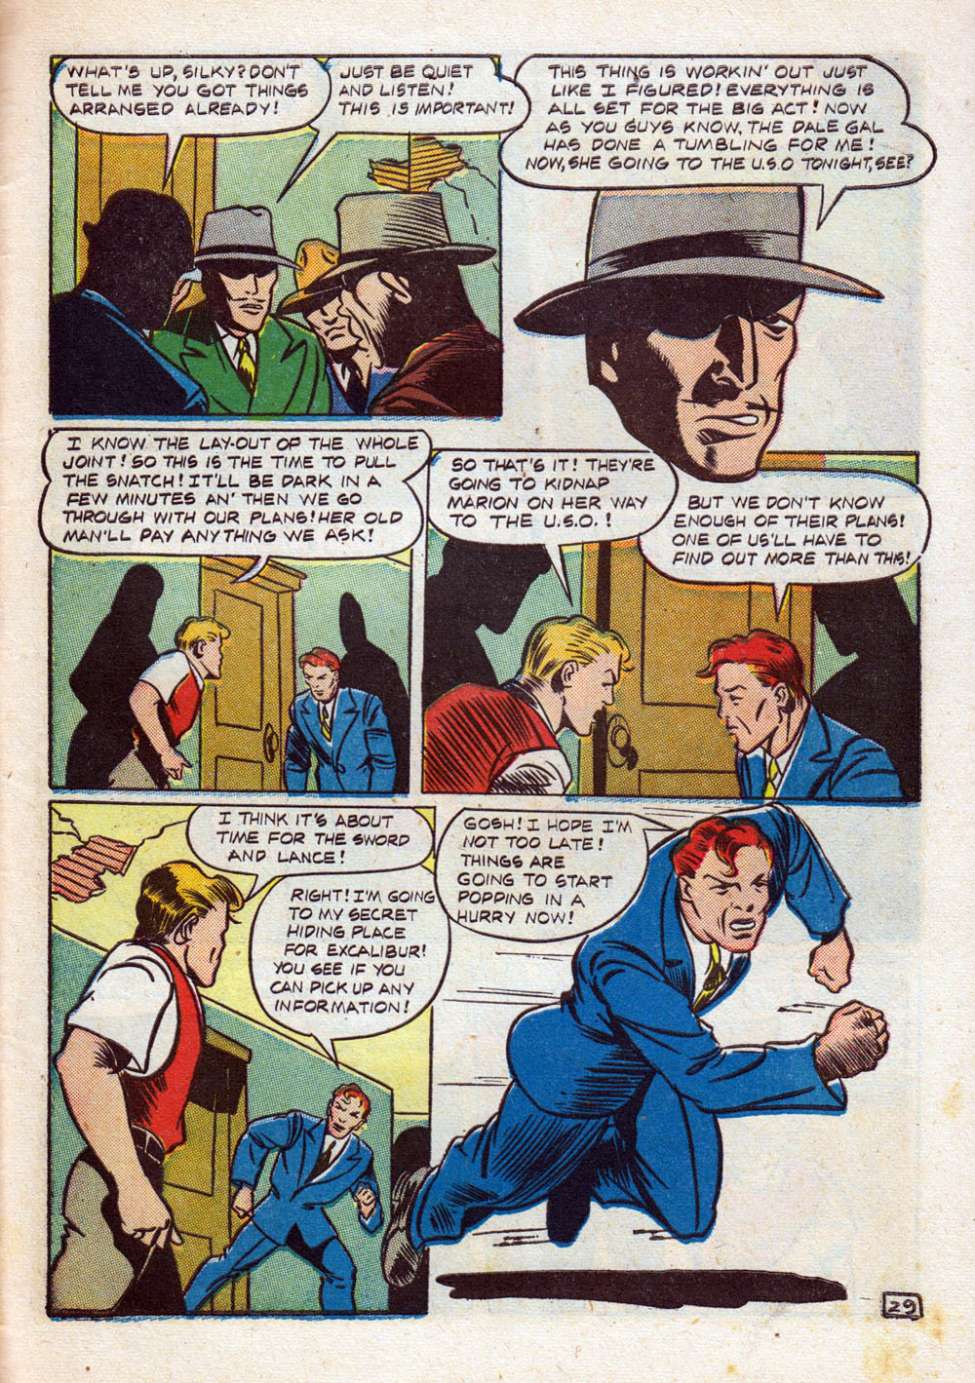 WHAT'S UP, SILKY? DON'T
TELL ME YOU GOT THINGS
ARRANGED ALREADY!
JUST BE QUIET
AND LISTEN!
THIS IS IMPORTANT!
THIS THING IS WORKIN' OUT JUST
LIKE I FIGURED! EVERYTHING IS
ALL SET FOR THE BIG ACT! NOW
AS YOU GUYS KNOW, THE DALE GAL
HAS DONE A TUMBLING FOR ME!
NOW, SHE GOING TO THE U.S.O TONIGHT, SEE?
I KNOW THE LAY-OUT OF THE WHOLE
JOINT! SO THIS IS THE TIME TO PULL
THE SNATCH! IT'LL BE DARK IN A
FEW MINUTES AN' THEN WE GO
THROUGH WITH OUR PLANS! HER OLD
MAN'LL PAY ANYTHING WE ASK!
SO THAT'S IT! THEY'RE
GOING TO KIDNAP
MARION ON HER WAY
TO THE U.S.O.!
BUT WE DON'T KNOW
ENOUGH OF THEIR PLANS!
ONE OF US'LL HAVE TO
FIND OUT MORE THAN THIS!
I THINK IT'S ABOUT
TIME FOR THE SWORD
AND LANCE!
RIGHT! I'M GOING
TO MY SECRET
HIDING PLACE
FOR EXCALIBUR!
YOU SEE IF YOU
CAN PICK UP ANY
INFORMATION!
GOSH! I HOPE I'M
NOT TOO LATE!
THINGS ARE
GOING TO START
POPPING IN A
HURRY NOW!
29